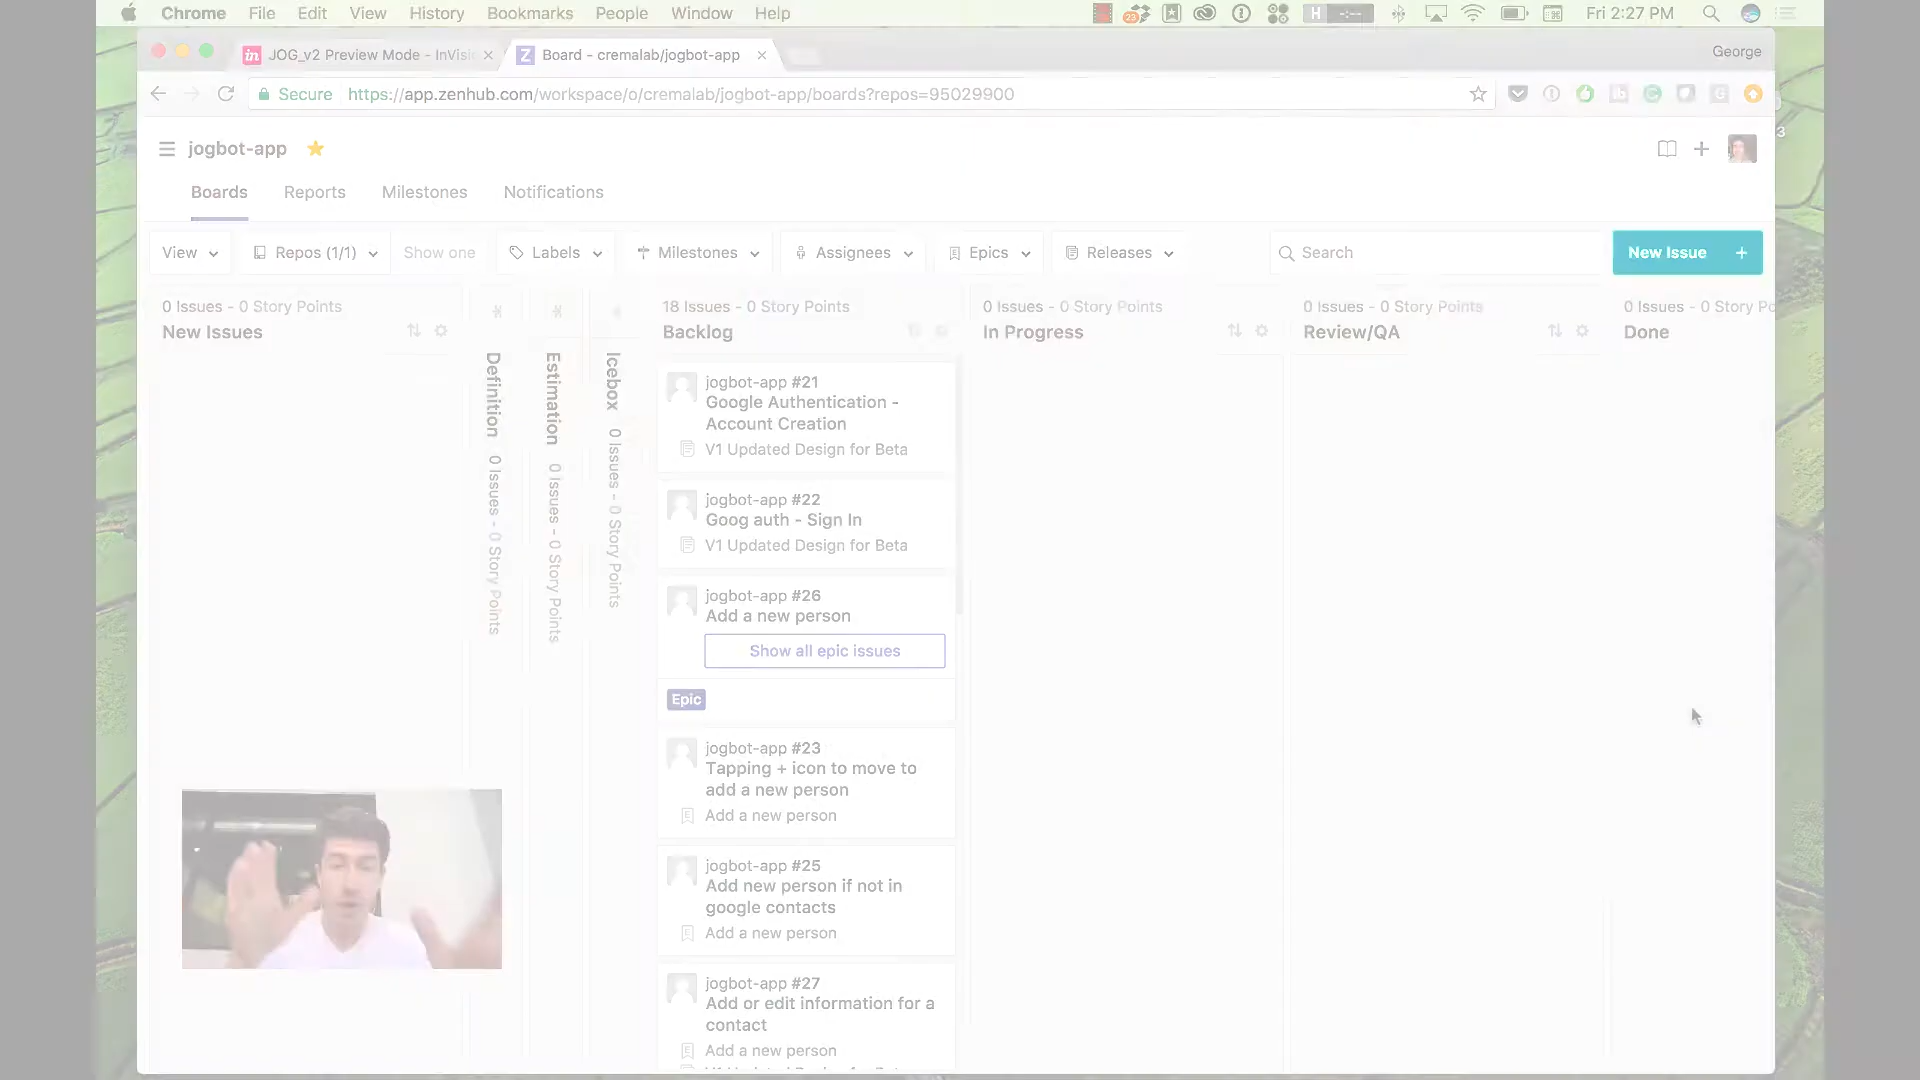 Chrome File Edit View History Bookmarks People Window Help
23
H --:--
Fri 2:27 PM
JOG_v2 Preview Mode - InVisi
Board - cremalab/jogbot-app
George
Secure https://app.zenhub.com/workspace/o/cremalab/jogbot-app/boards?repos=95029900
3
jogbot-app
Boards Reports Milestones Notifications
View Repos (1/1) Show one Labels Milestones Assignees Epics Releases Search New Issue +
0 Issues - 0 Story Points
New Issues
Definition 0 Issues - 0 Story Points
Estimation 0 Issues - 0 Story Points
Icebox 0 Issues - 0 Story Points
18 Issues - 0 Story Points
Backlog
jogbot-app #21
Google Authentication -
Account Creation
V1 Updated Design for Beta
jogbot-app #22
Goog auth - Sign In
V1 Updated Design for Beta
jogbot-app #26
Add a new person
Show all epic issues
Epic
jogbot-app #23
Tapping + icon to move to
add a new person
Add a new person
jogbot-app #25
Add new person if not in
google contacts
Add a new person
jogbot-app #27
Add or edit information for a
contact
Add a new person
0 Issues - 0 Story Points
In Progress
0 Issues - 0 Story Points
Review/QA
0 Issues - 0 Story Po
Done